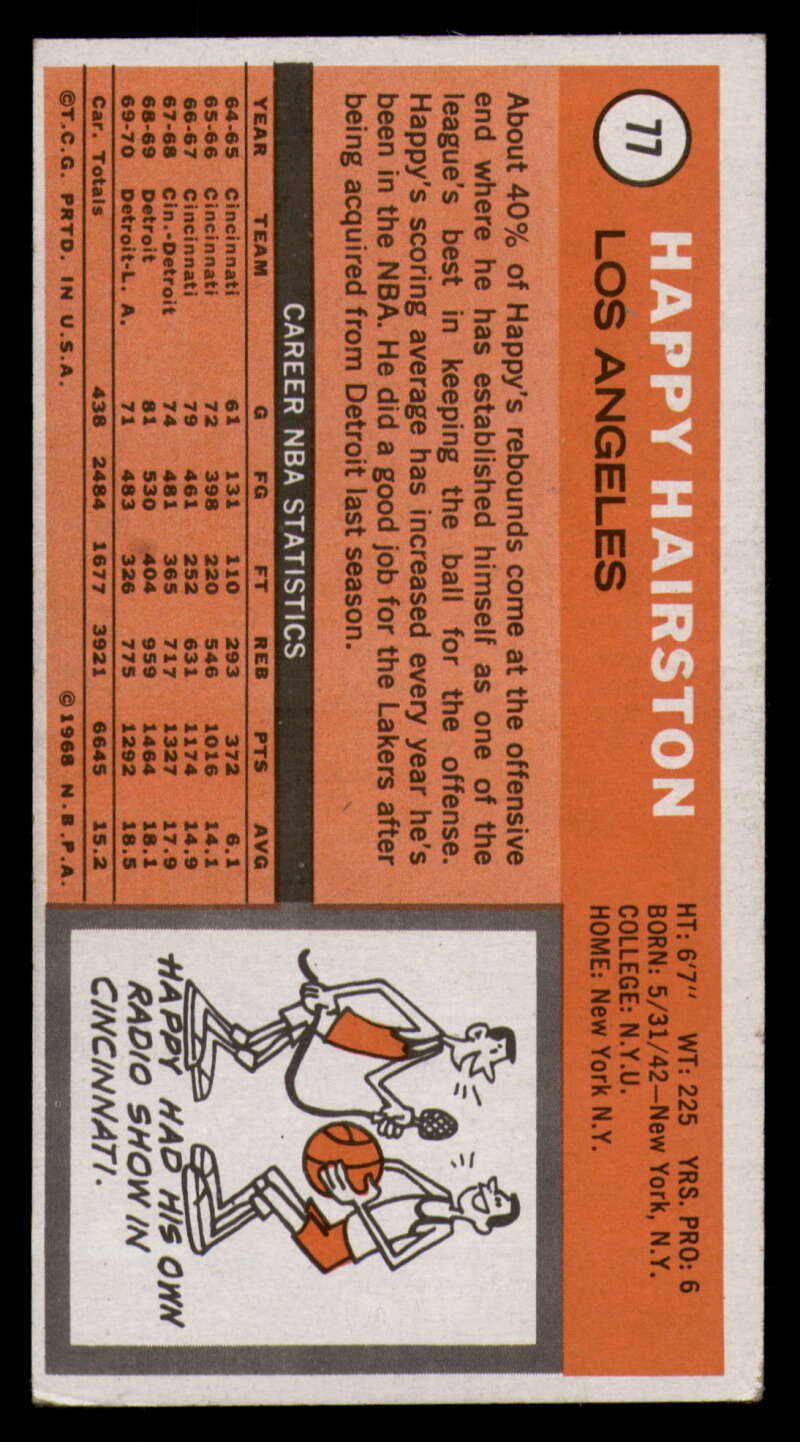 77
HAPPY HAIRSTON
LOS ANGELES
HT: 6'7" WT: 225 YRS. PRO: 6
BORN: 5/31/42—New York, N.Y.
COLLEGE: N.Y.U.
HOME: New York N.Y.
About 40% of Happy's rebounds come at the offensive
end where he has established himself as one of the
league's best in keeping the ball for the offense.
Happy's scoring average has increased every year he's
been in the NBA. He did a good job for the Lakers after
being acquired from Detroit last season.
CAREER NBA STATISTICS
YEAR TEAM G FG FT REB PTS AVG
64-65 Cincinnati 61 131 110 293 372 6.1
65-66 Cincinnati 72 398 220 546 1016 14.1
66-67 Cincinnati 79 461 252 631 1174 14.9
67-68 Cin.-Detroit 74 481 365 717 1327 17.9
68-69 Detroit 81 530 404 959 1464 18.1
69-70 Detroit-L. A. 71 483 326 775 1292 18.5
Car. Totals 438 2484 1677 3921 6645 15.2
©T.C.G. PRTD. IN U.S.A. ©1968 N.B.P.A.
HAPPY HAD HIS OWN
RADIO SHOW IN
CINCINNATI.